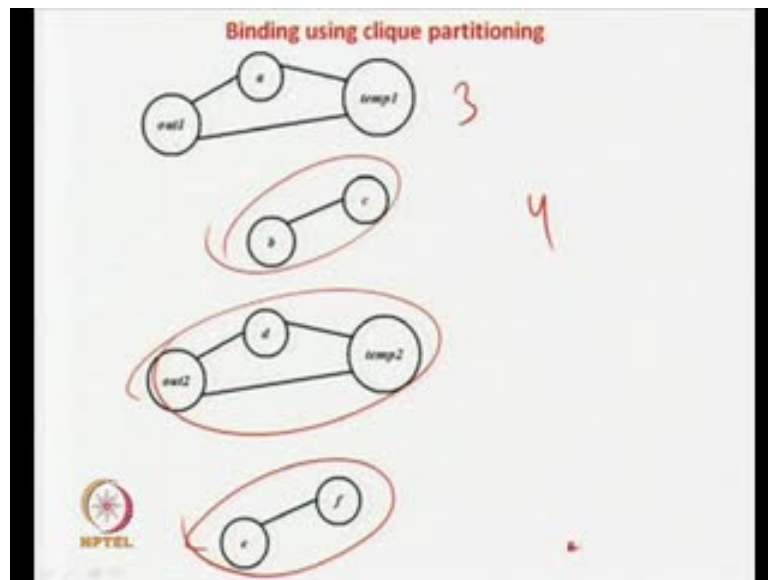 Binding using clique partitioning
a
out1
temp1
3
c
b
4
d
out2
temp2
f
e
NPTEL